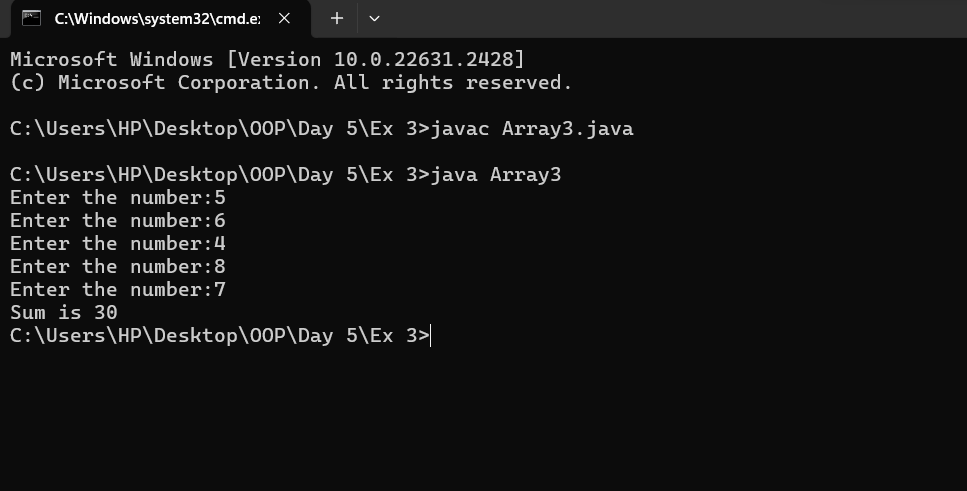 C:\Windows\system32\cmd.e:
Microsoft Windows [Version 10.0.22631.2428]
(c) Microsoft Corporation. All rights reserved.
C:\Users\HP\Desktop\OOP\Day 5\Ex 3>javac Array3.java
C:\Users\HP\Desktop\OOP\Day 5\Ex 3>java Array3
Enter the number:5
Enter the number:6
Enter the number:4
Enter the number:8
Enter the number:7
Sum is 30
C:\Users\HP\Desktop\OOP\Day 5\Ex 3>